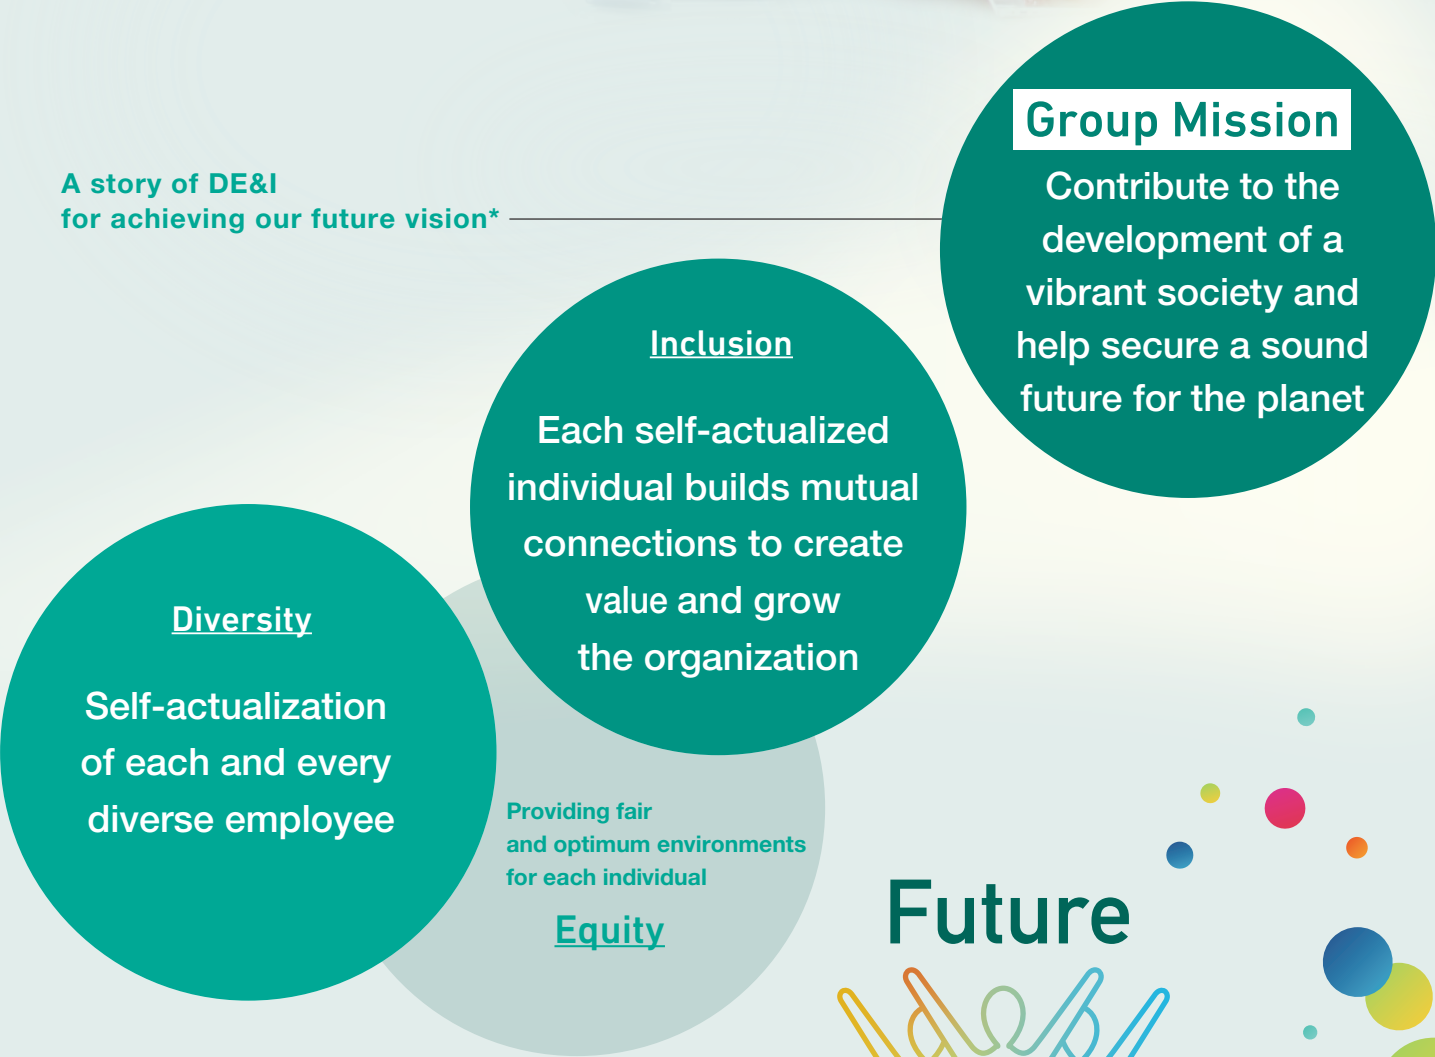 A story of DE&I
for achieving our future vision*
Group Mission
Contribute to the
development of a
vibrant society and
help secure a sound
future for the planet
Inclusion
Each self-actualized
individual builds mutual
connections to create
value and grow
the organization
Diversity
Self-actualization
of each and every
diverse employee
Providing fair
and optimum environments
for each individual
Equity
Future